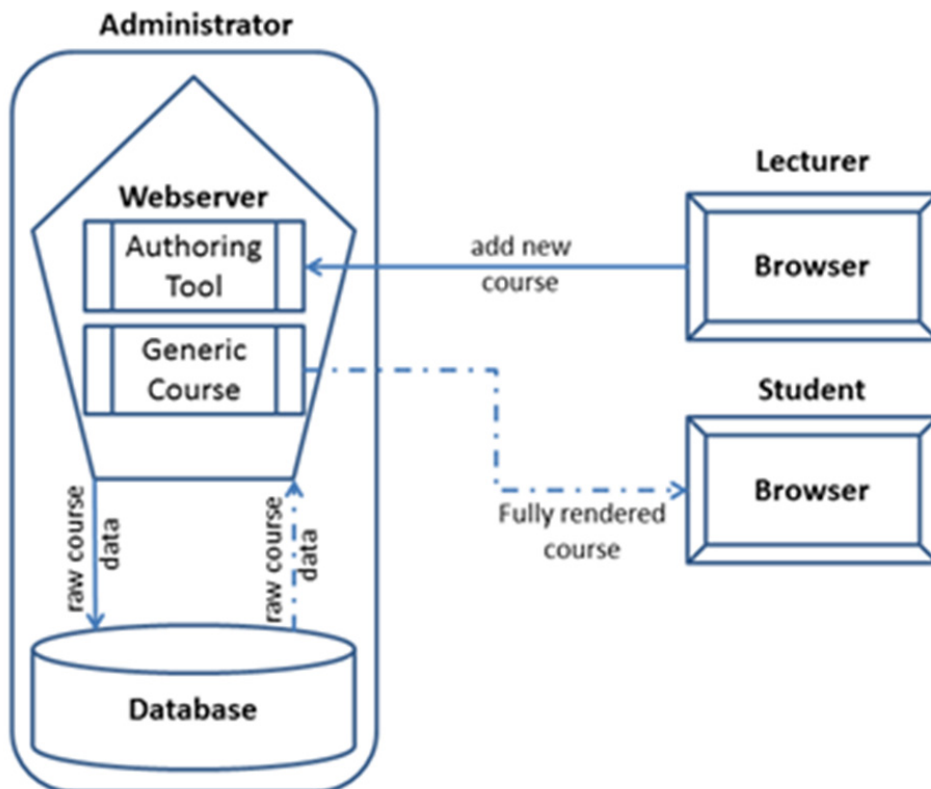 Administrator
Webserver
Authoring
Tool
Generic
Course
raw course
data
raw course
data
Database
add new
course
Lecturer
Browser
Student
Browser
Fully rendered
course